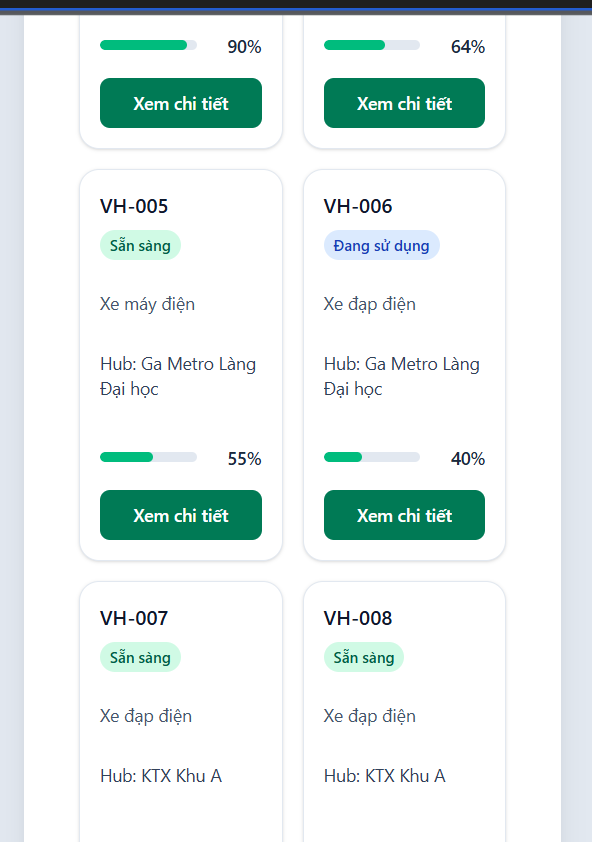 90%
64%
Xem chi tiết
Xem chi tiết
VH-005
Sẵn sàng
Xe máy điện
Hub: Ga Metro Làng
Đại học
55%
Xem chi tiết
VH-006
Đang sử dụng
Xe đạp điện
Hub: Ga Metro Làng
Đại học
40%
Xem chi tiết
VH-007
Sẵn sàng
Xe đạp điện
Hub: KTX Khu A
VH-008
Sẵn sàng
Xe đạp điện
Hub: KTX Khu A